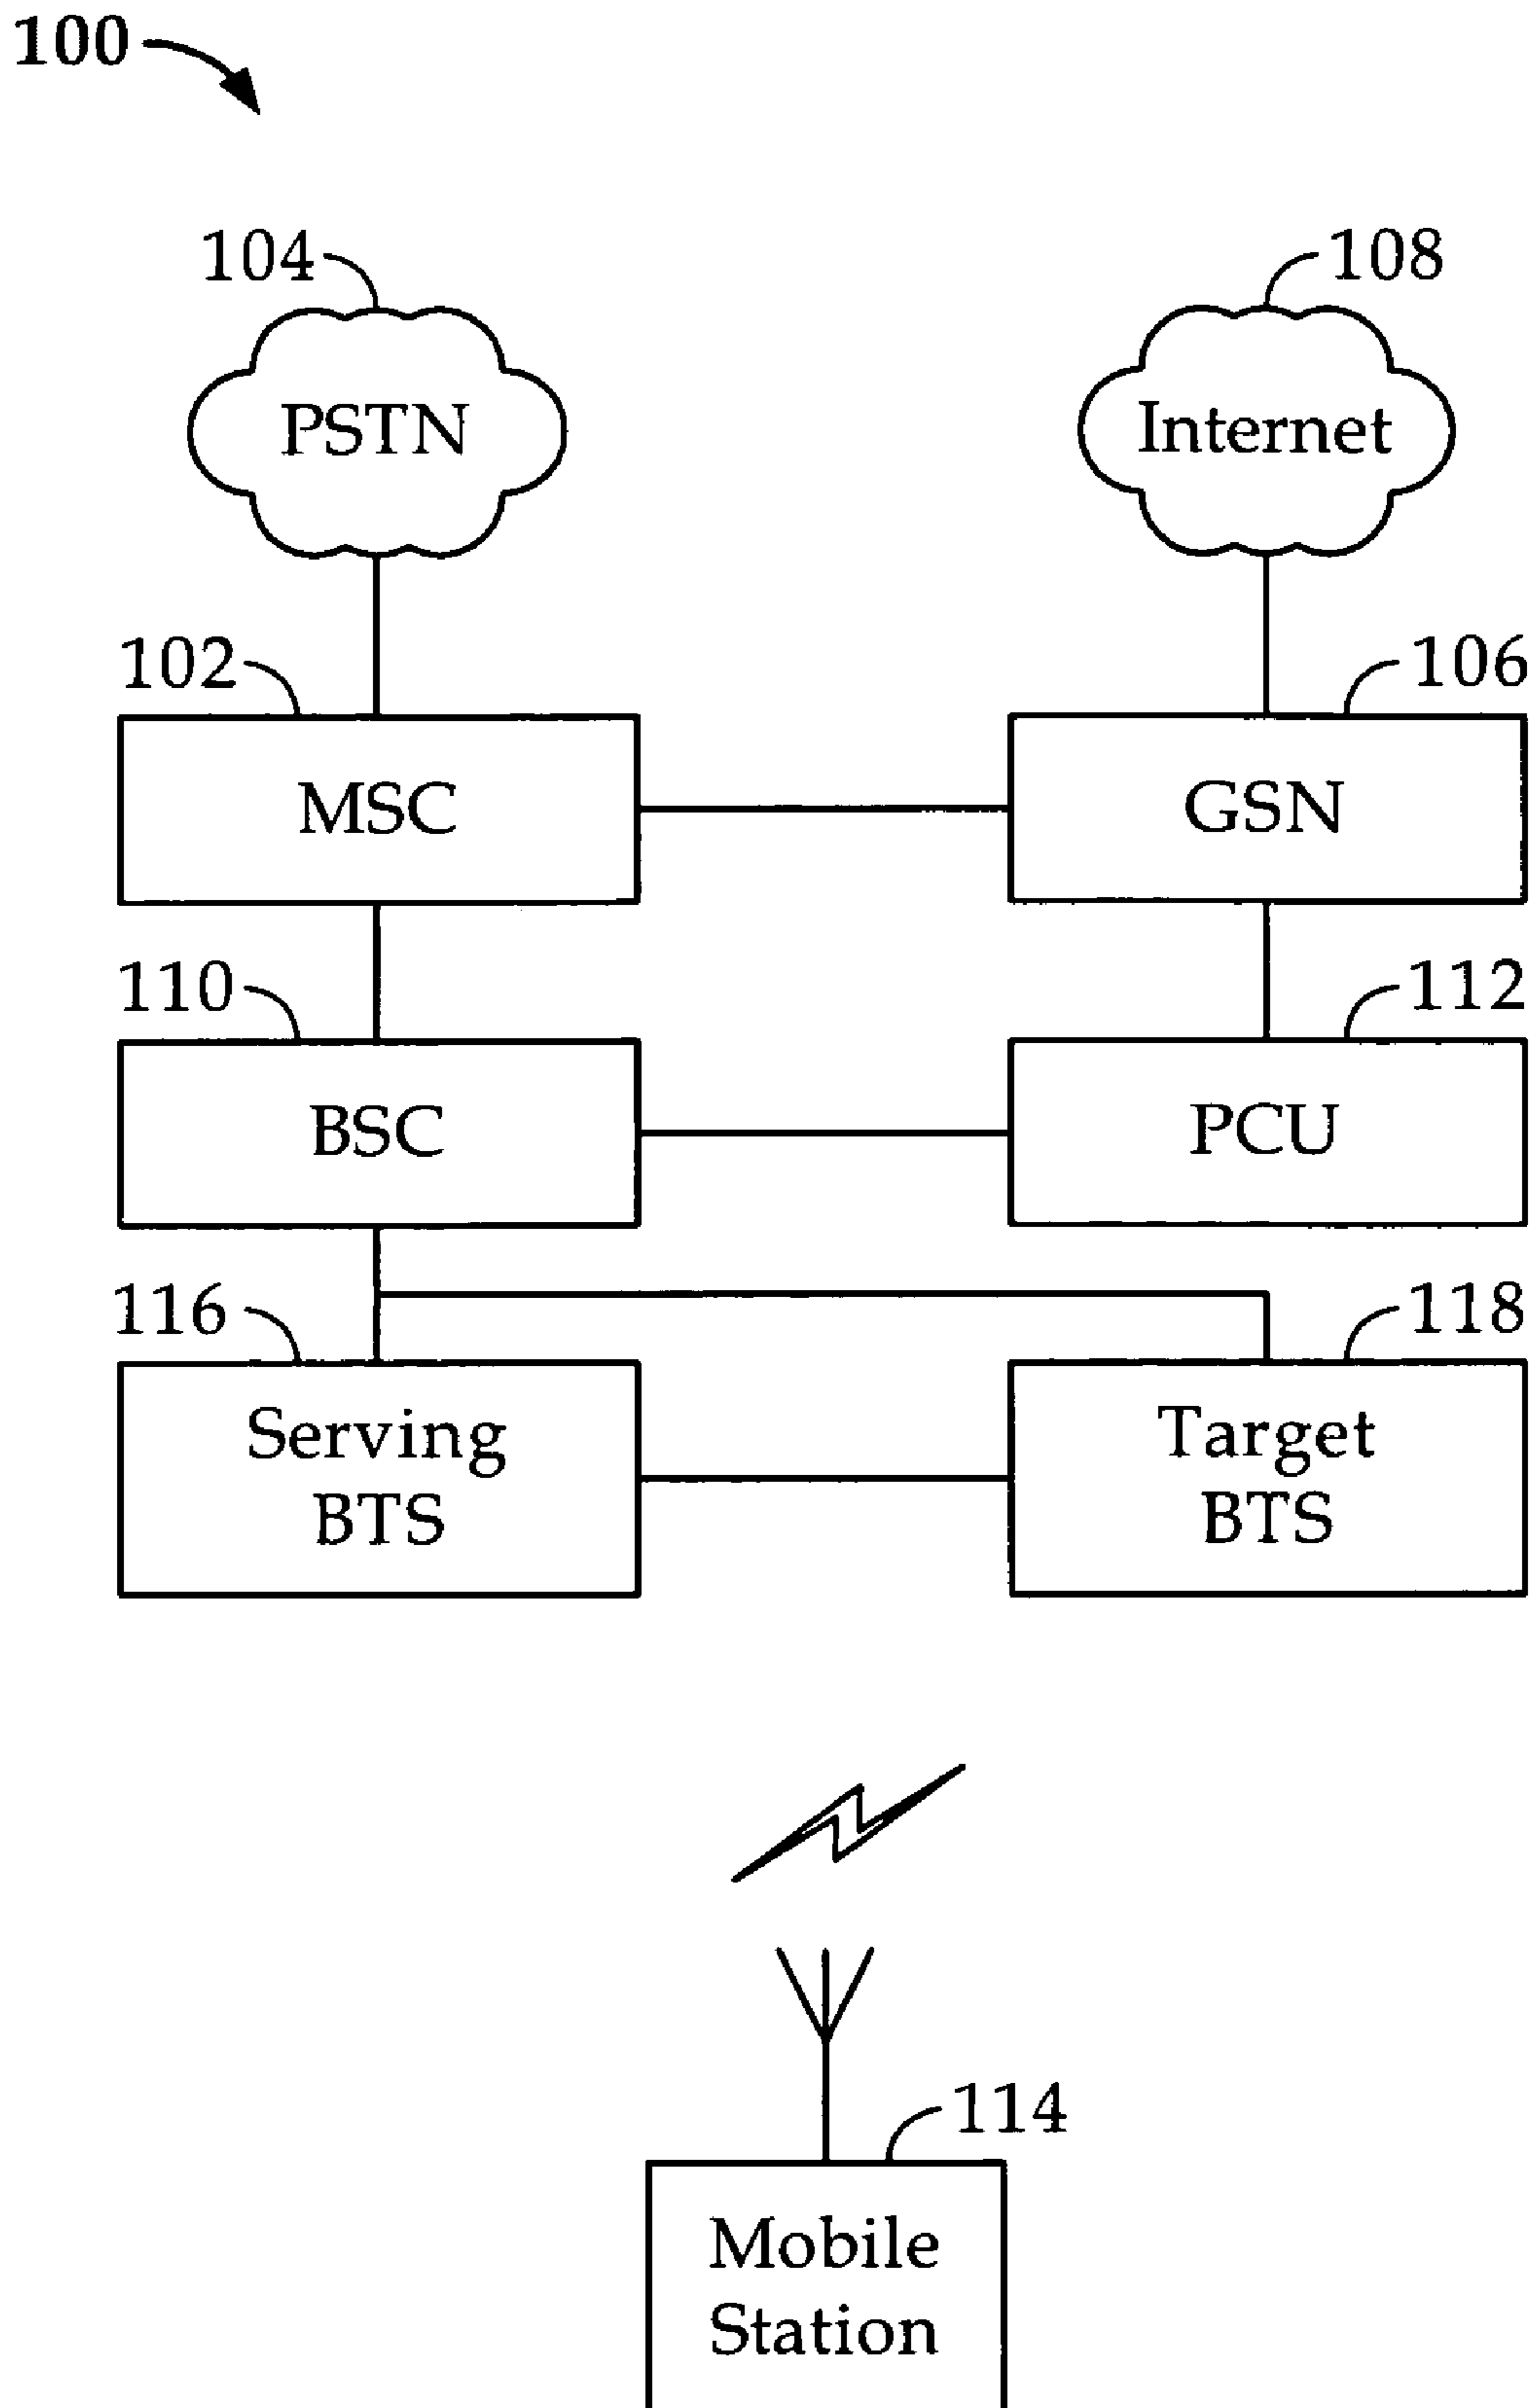 100
104
108
PSTN
Internet
102
106
MSC
GSN
110
112
BSC
PCU
116
118
Serving
BTS
Target
BTS
114
Mobile
Station